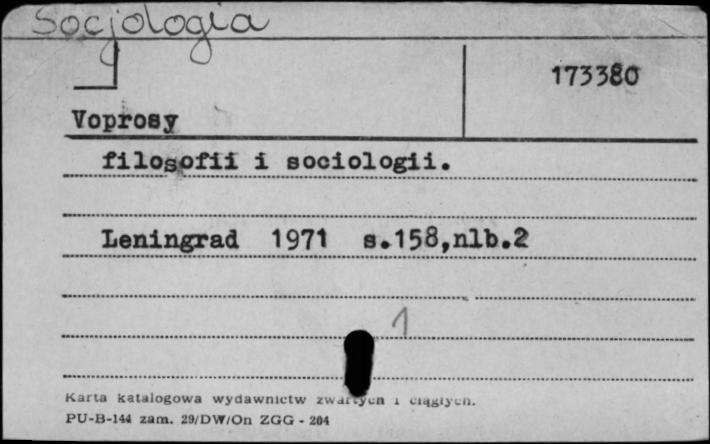 Socjologia
173380
Voprosy
filosofii i sociologii.
Leningrad 1971 s.158,nlb.2
1
Karta katalogowa wydawnictw zwartych i ciągłych.
PU-B-144 zam. 29/DW/On ZGG - 204